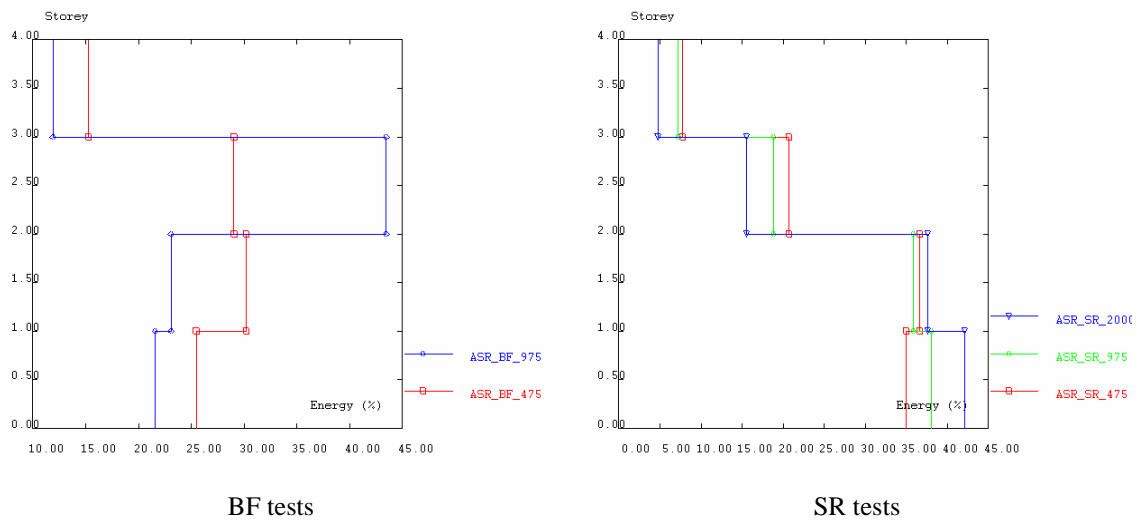 Storey
4.00
3.50
3.00
2.50
2.00
1.50
1.00
0.50
0.00
Energy (%)
10.00 15.00 20.00 25.00 30.00 35.00 40.00 45.00
ASR_BF_975
ASR_BF_475
BF tests
Storey
4.00
3.50
3.00
2.50
2.00
1.50
1.00
0.50
0.00
Energy (%)
0.00 5.00 10.00 15.00 20.00 25.00 30.00 35.00 40.00 45.00
ASR_SR_2000
ASR_SR_975
ASR_SR_475
SR tests